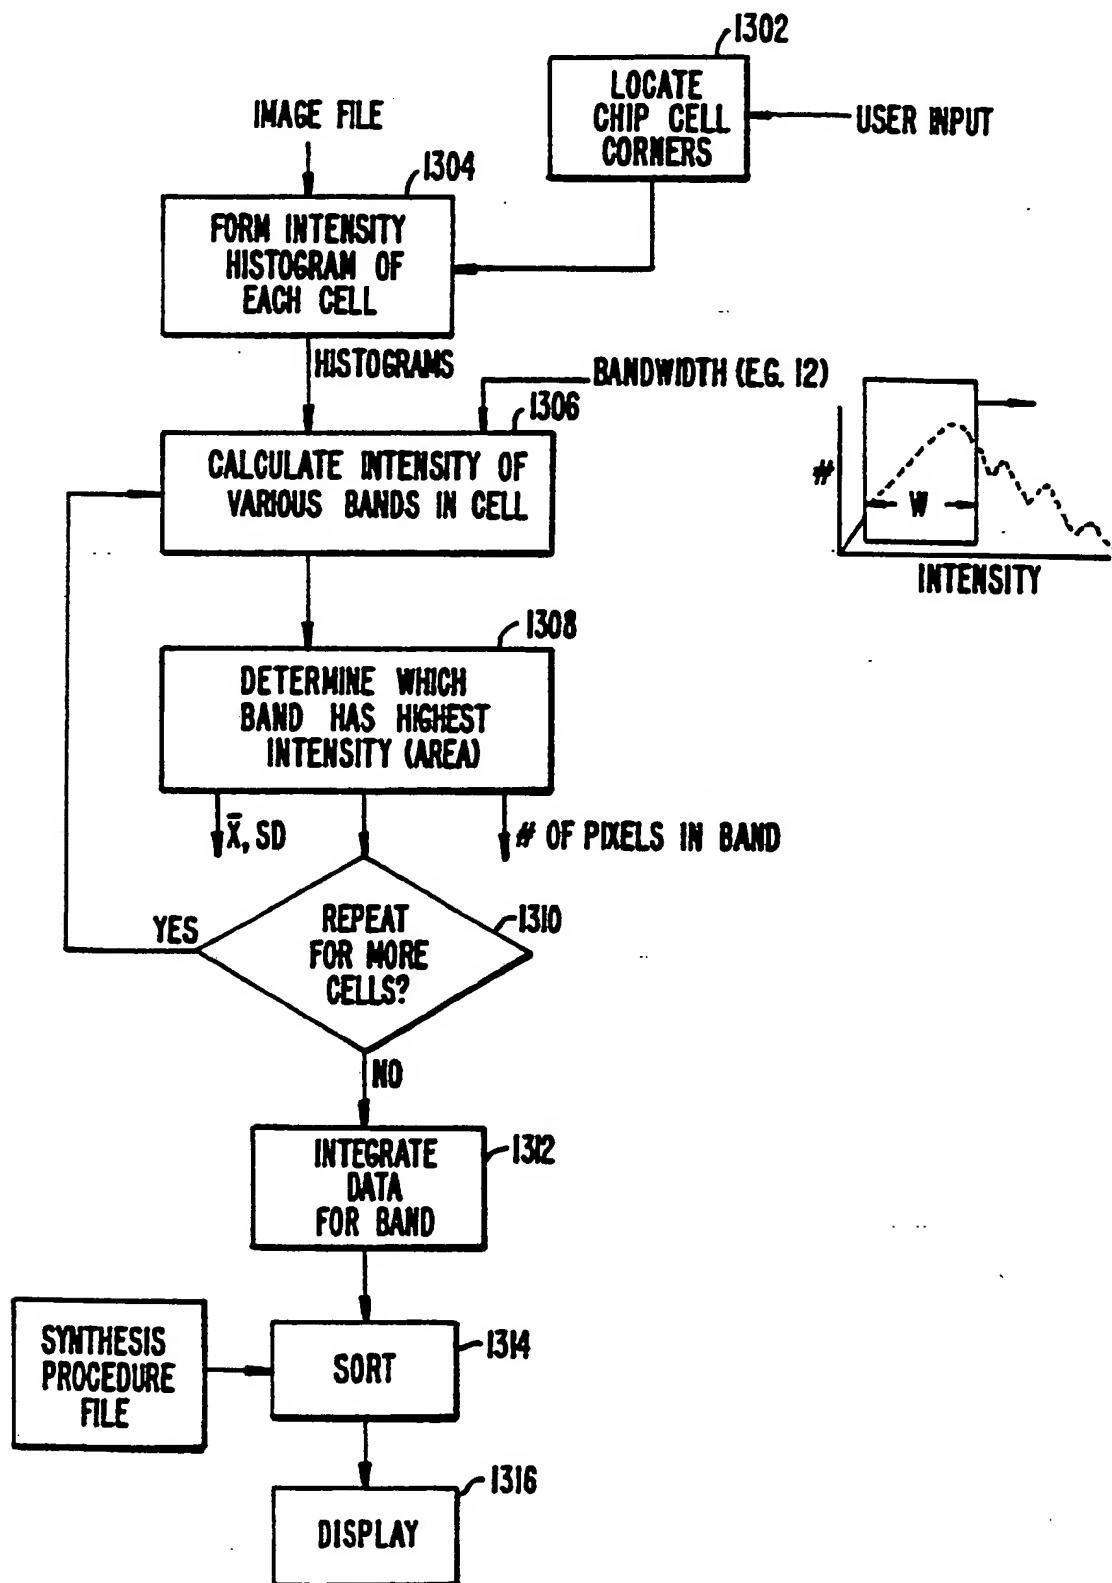 1302
LOCATE
CHIP CELL
CORNERS
USER INPUT
IMAGE FILE
1304
FORM INTENSITY
HISTOGRAM OF
EACH CELL
HISTOGRAMS
BANDWIDTH (E.G. 12)
1306
CALCULATE INTENSITY OF
VARIOUS BANDS IN CELL
#
W
INTENSITY
1308
DETERMINE WHICH
BAND HAS HIGHEST
INTENSITY (AREA)
X̄, SD
# OF PIXELS IN BAND
YES
REPEAT
FOR MORE
CELLS?
1310
NO
1312
INTEGRATE
DATA
FOR BAND
SYNTHESIS
PROCEDURE
FILE
1314
SORT
1316
DISPLAY